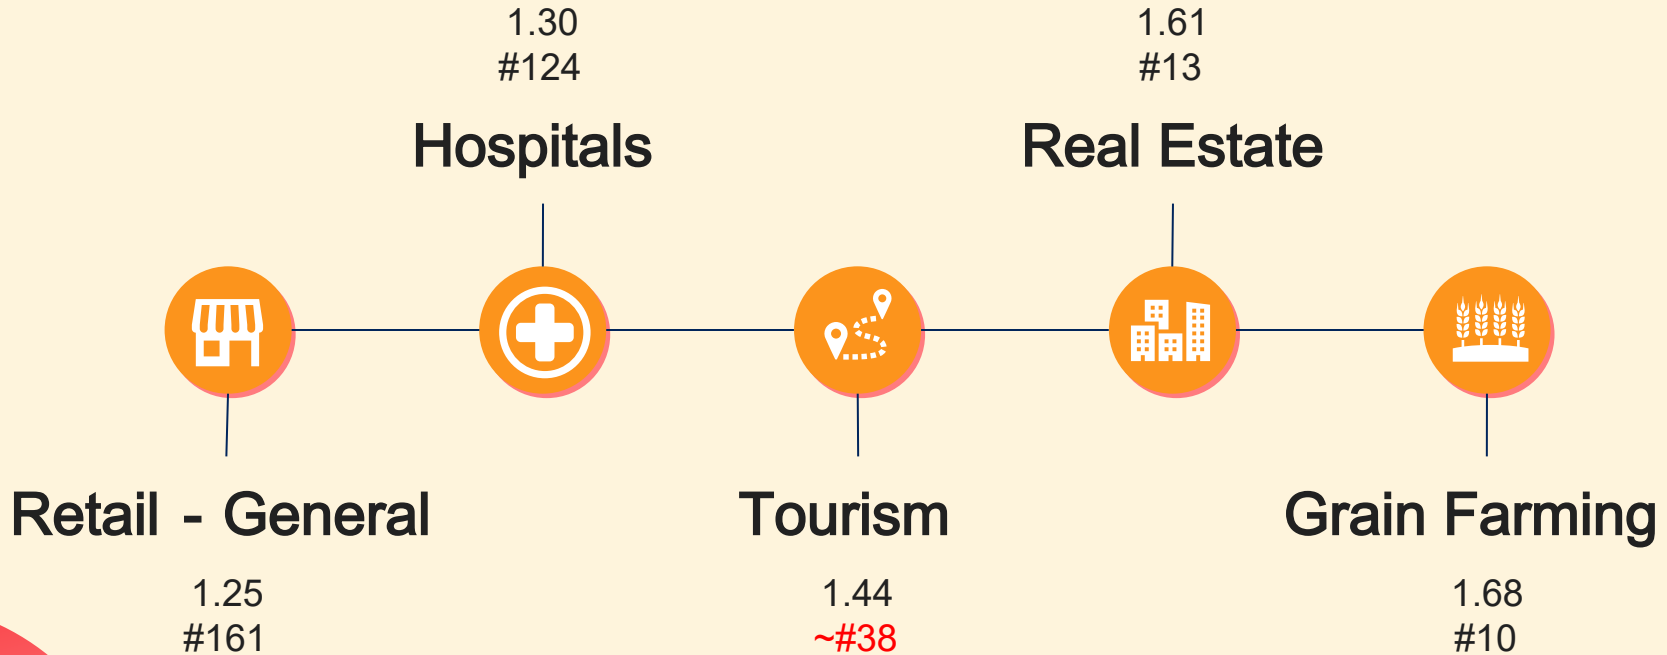 1.30
#124
Hospitals
1.61
#13
Real Estate
Retail - General
1.25
#161
Tourism
1.44
~#38
Grain Farming
1.68
#10